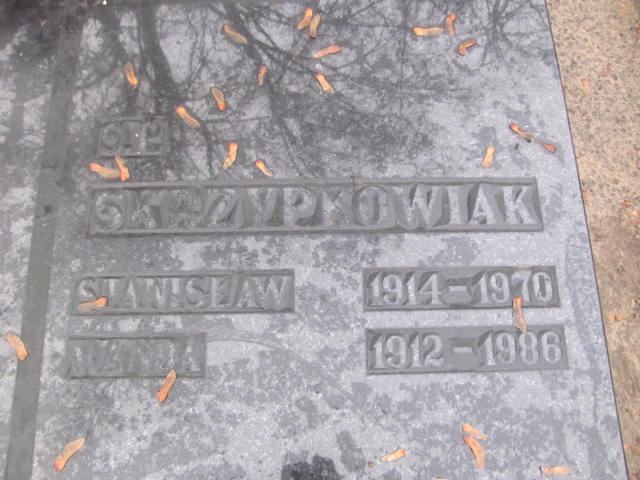 Ś.P.
SKRZYPKOWIAK
STANISŁAW 1914-1970
WANDA 1912-1986